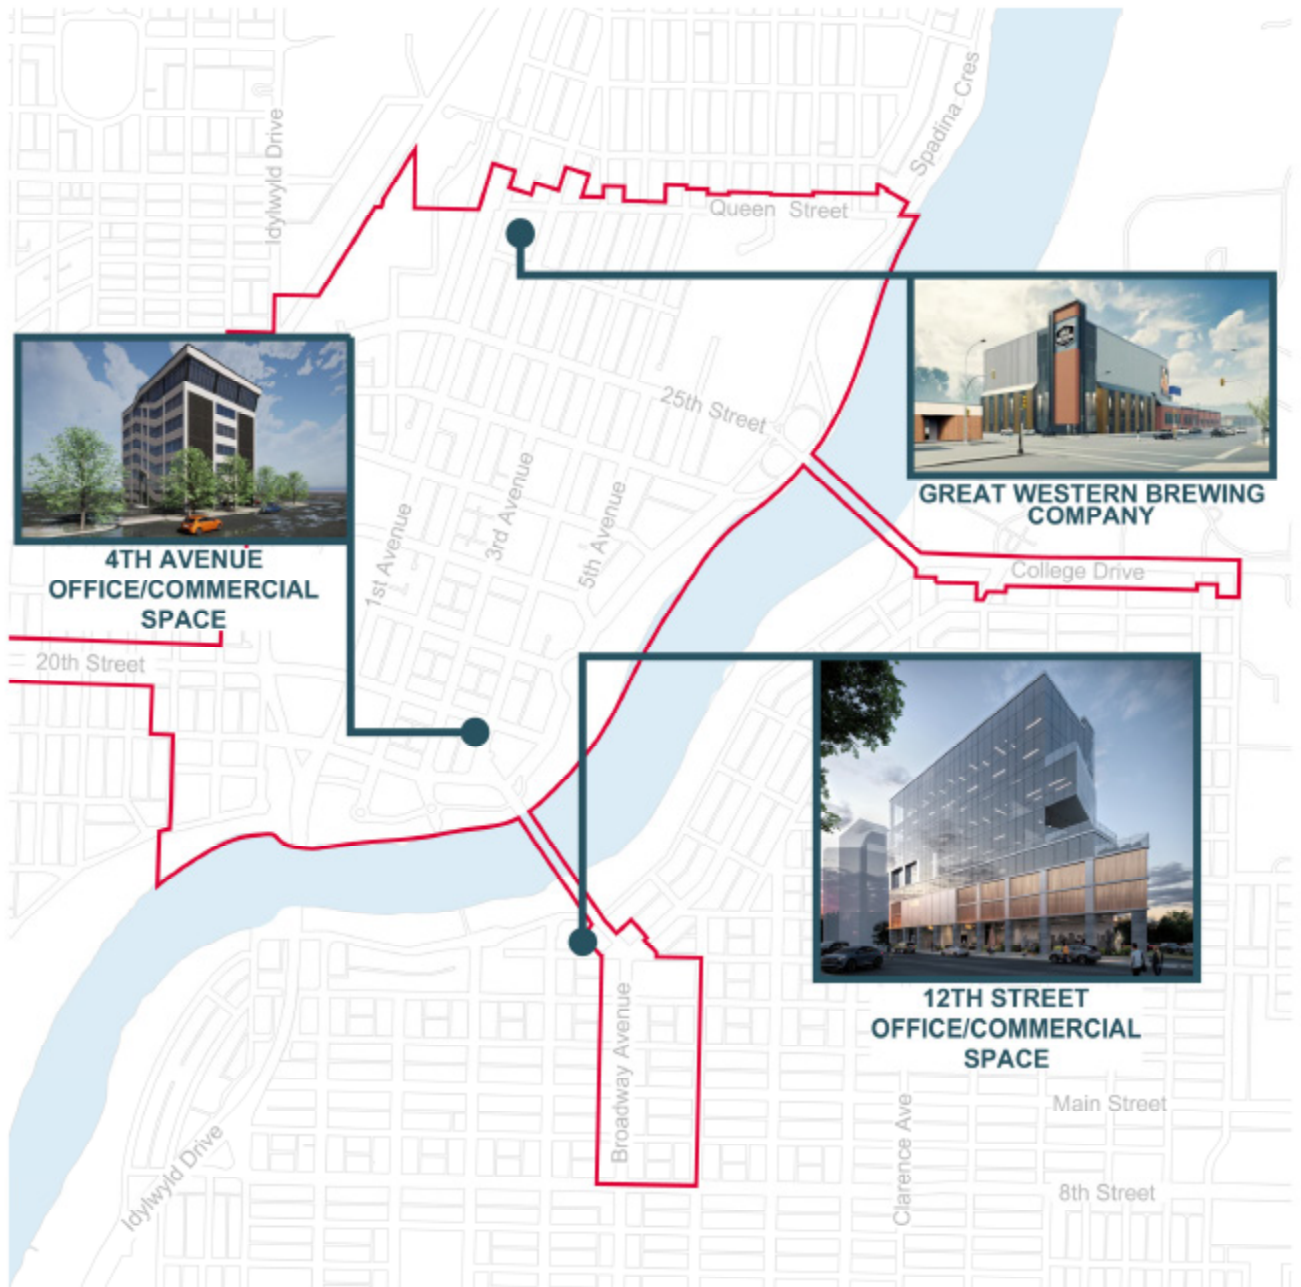 Spadina Cres
Idylwyld Drive
Queen Street
25th Street
GREAT WESTERN BREWING
COMPANY
3rd Avenue
5th Avenue
1st Avenue
4TH AVENUE
OFFICE/COMMERCIAL
SPACE
College Drive
20th Street
12TH STREET
OFFICE/COMMERCIAL
SPACE
Broadway Avenue
Clarence Ave
Main Street
Idylwyld Drive
8th Street